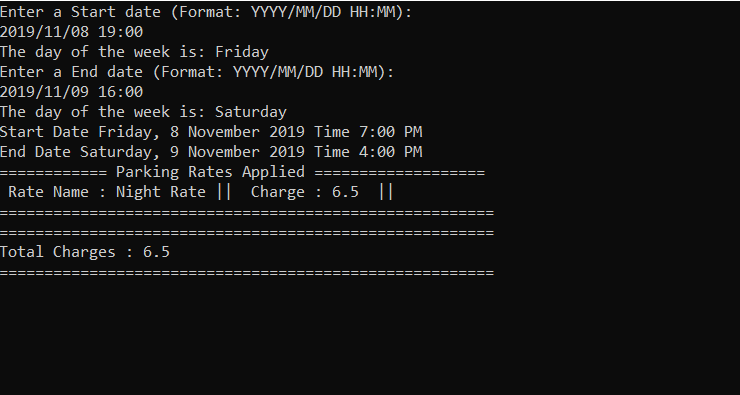 Enter a Start date (Format: YYYY/MM/DD HH:MM):
2019/11/08 19:00
The day of the week is: Friday
Enter a End date (Format: YYYY/MM/DD HH:MM):
2019/11/09 16:00
The day of the week is: Saturday
Start Date Friday, 8 November 2019 Time 7:00 PM
End Date Saturday, 9 November 2019 Time 4:00 PM
============ Parking Rates Applied ===================
Rate Name : Night Rate ||  Charge : 6.5  ||
=======================================================
=======================================================
Total Charges : 6.5
=======================================================